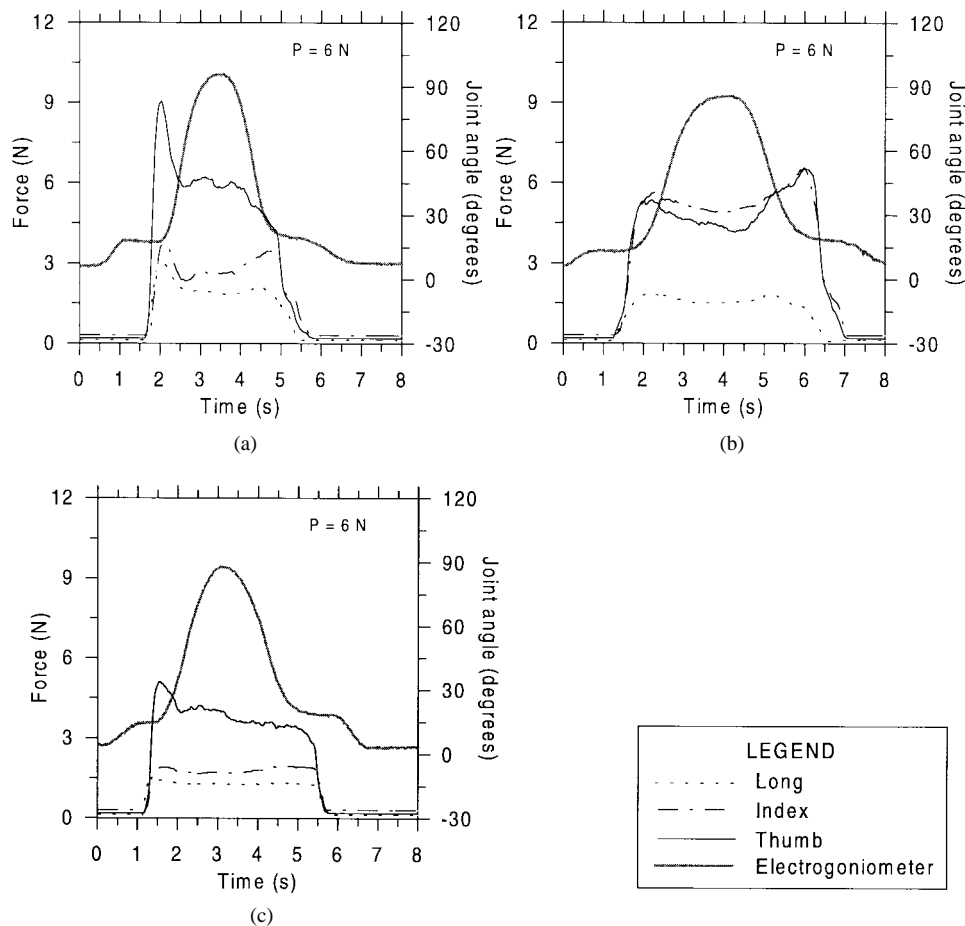 12
9
6
3
0
Force (N)
P = 6 N
120
90
60
30
0
-30
Joint angle (degrees)
0 1 2 3 4 5 6 7 8
Time (s)
(a)
12
9
6
3
0
Force (N)
P = 6 N
120
90
60
30
0
-30
Joint angle (degrees)
0 1 2 3 4 5 6 7 8
Time (s)
(b)
12
9
6
3
0
Force (N)
P = 6 N
120
90
60
30
0
-30
Joint angle (degrees)
0 1 2 3 4 5 6 7 8
Time (s)
(c)
LEGEND
Long
Index
Thumb
Electrogoniometer